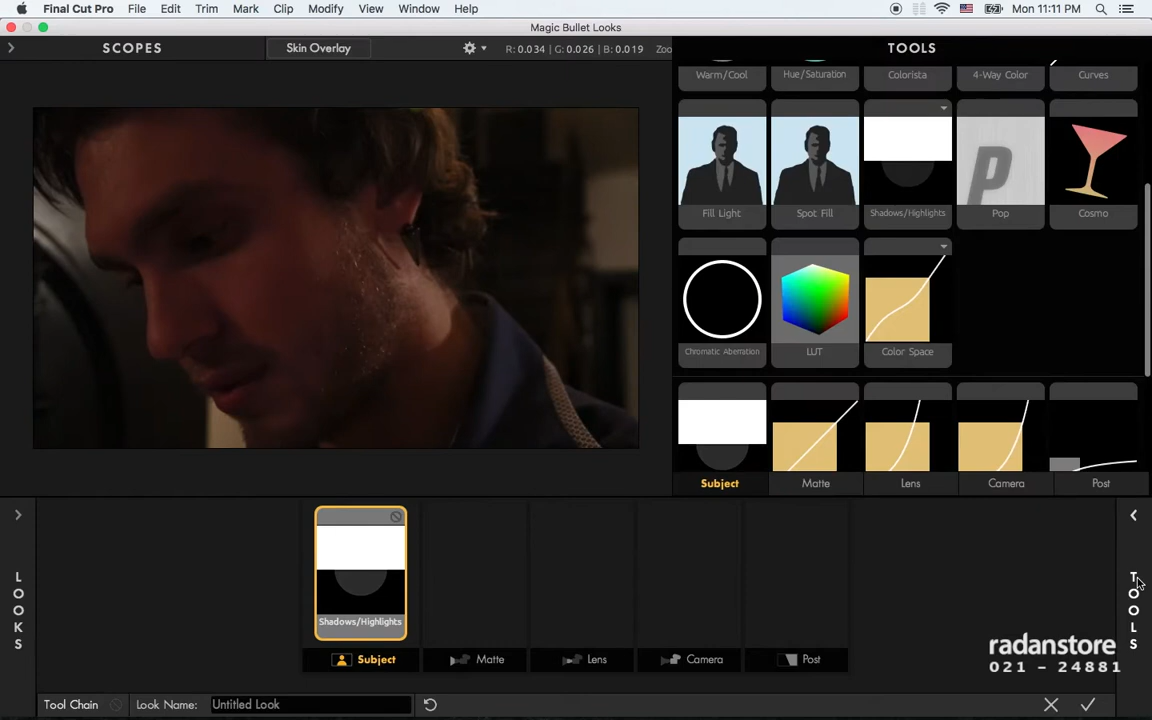 Final Cut Pro File Edit Trim Mark Clip Modify View Window Help Mon 11:11 PM
Magic Bullet Looks
SCOPES Skin Overlay R: 0.034 | G: 0.026 | B: 0.019 Zoo TOOLS
Warm/Cool Hue/Saturation Colorista 4-Way Color Curves
Fill Light Spot Fill Shadows/Highlights Pop Cosmo
Chromatic Aberration LUT Color Space
Subject Matte Lens Camera Post
LOOKS
Shadows/Highlights
TOOLS
Subject Matte Lens Camera Post
radanstore
021 - 24881
Tool Chain Look Name: Untitled Look